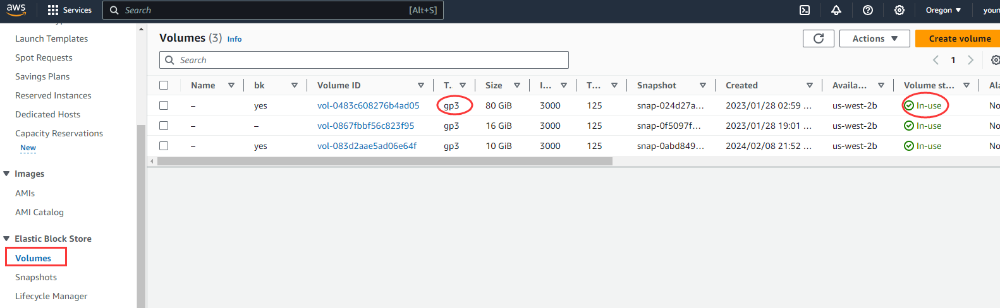 aws Services Search [Alt+S] Oregon youn
Launch Templates
Spot Requests
Savings Plans
Reserved Instances
Dedicated Hosts
Capacity Reservations
New
Images
AMIs
AMI Catalog
Elastic Block Store
Volumes
Snapshots
Lifecycle Manager
Volumes (3) Info
Actions
Create volume
Search
1
Name bk Volume ID T. Size I... T... Snapshot Created Availa... Volume st... Ala
– yes vol-0483c608276b4ad05 gp3 80 GiB 3000 125 snap-024d27a... 2023/01/28 02:59 ... us-west-2b In-use No
– – vol-0867fbbf56c823f95 gp3 16 GiB 3000 125 snap-0f5097f... 2023/01/28 19:01 ... us-west-2b In-use No
– yes vol-083d2aae5ad06e64f gp3 10 GiB 3000 125 snap-0abd849... 2024/02/08 21:52 ... us-west-2b In-use No